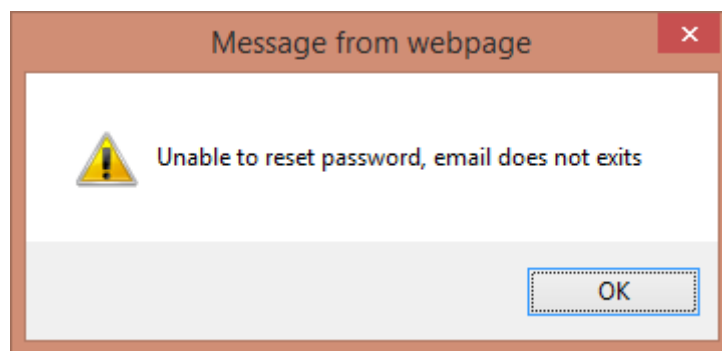 Message from webpage
Unable to reset password, email does not exits
OK